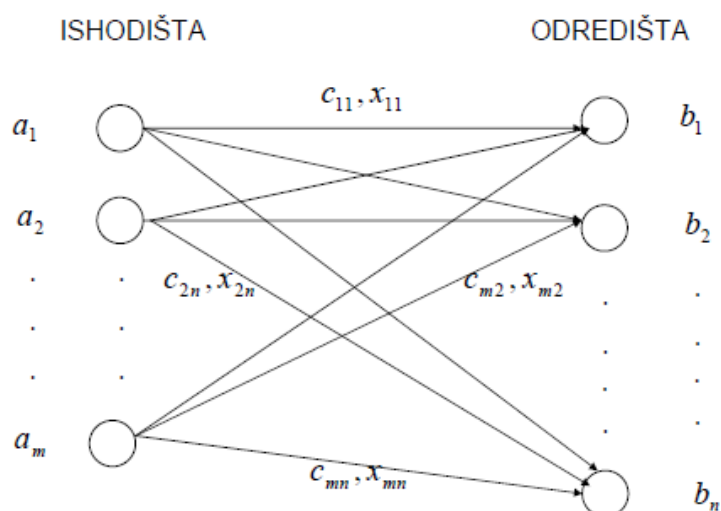 ISHODIŠTA ODREDIŠTA
c₁₁, x₁₁
a₁ b₁
a₂ b₂
c₂ₙ, x₂ₙ cₘ₂, xₘ₂
. . . .
. . . .
. . . .
.
aₘ
cₘₙ, xₘₙ
bₙ